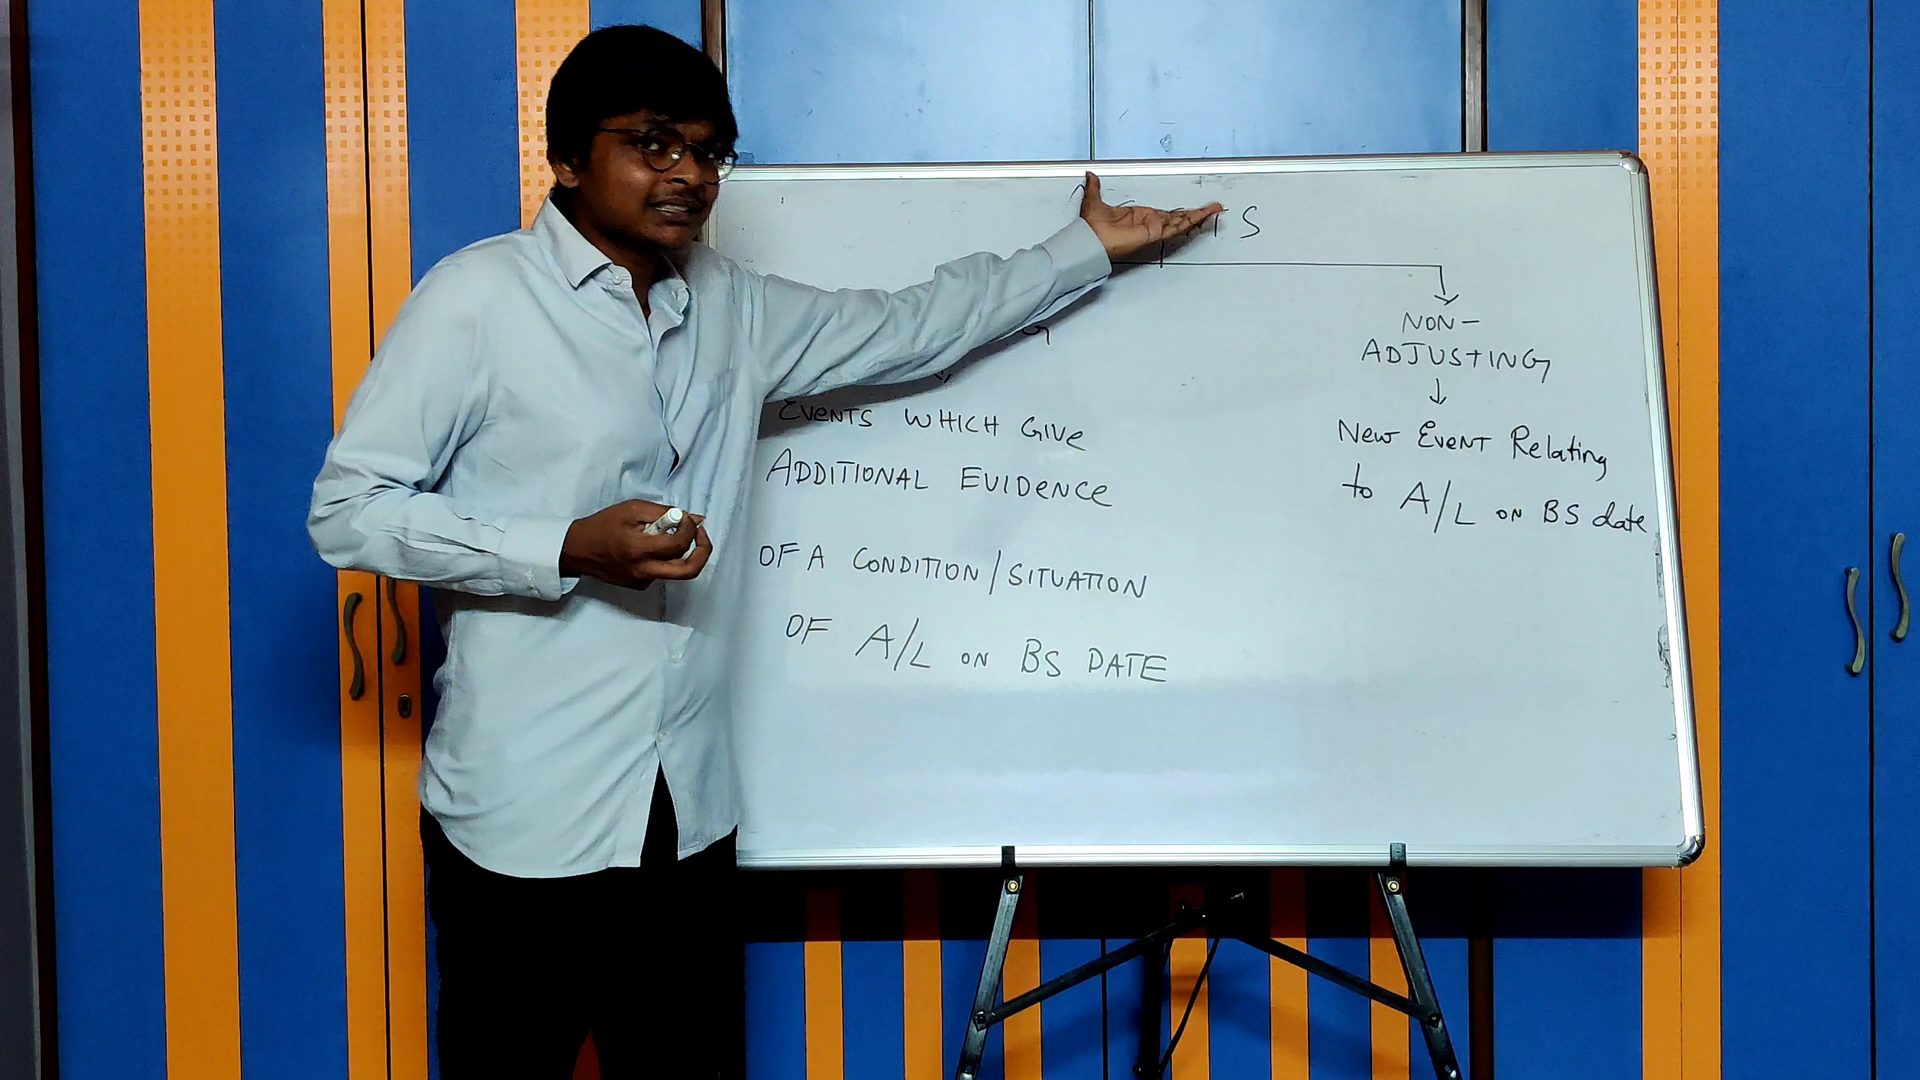 NON-
ADJUSTING
EVENTS WHICH GIVE
ADDITIONAL EVIDENCE
OF A CONDITION/SITUATION
OF A/L ON BS DATE
New EVENT Relating
to A/L ON BS date